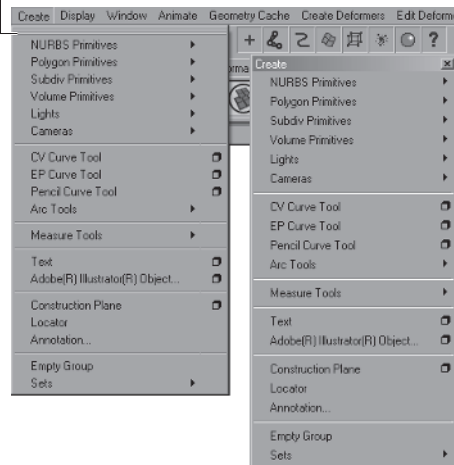 Create Display Window Animate Geometry Cache Create Deformers Edit Deform
NURBS Primitives
Polygon Primitives
Subdiv Primitives
Volume Primitives
Lights
Cameras
CV Curve Tool
EP Curve Tool
Pencil Curve Tool
Arc Tools
Measure Tools
Text
Adobe(R) Illustrator(R) Object...
Construction Plane
Locator
Annotation...
Empty Group
Sets
?
orma
Create
NURBS Primitives
Polygon Primitives
Subdiv Primitives
Volume Primitives
Lights
Cameras
CV Curve Tool
EP Curve Tool
Pencil Curve Tool
Arc Tools
Measure Tools
Text
Adobe(R) Illustrator(R) Object...
Construction Plane
Locator
Annotation...
Empty Group
Sets